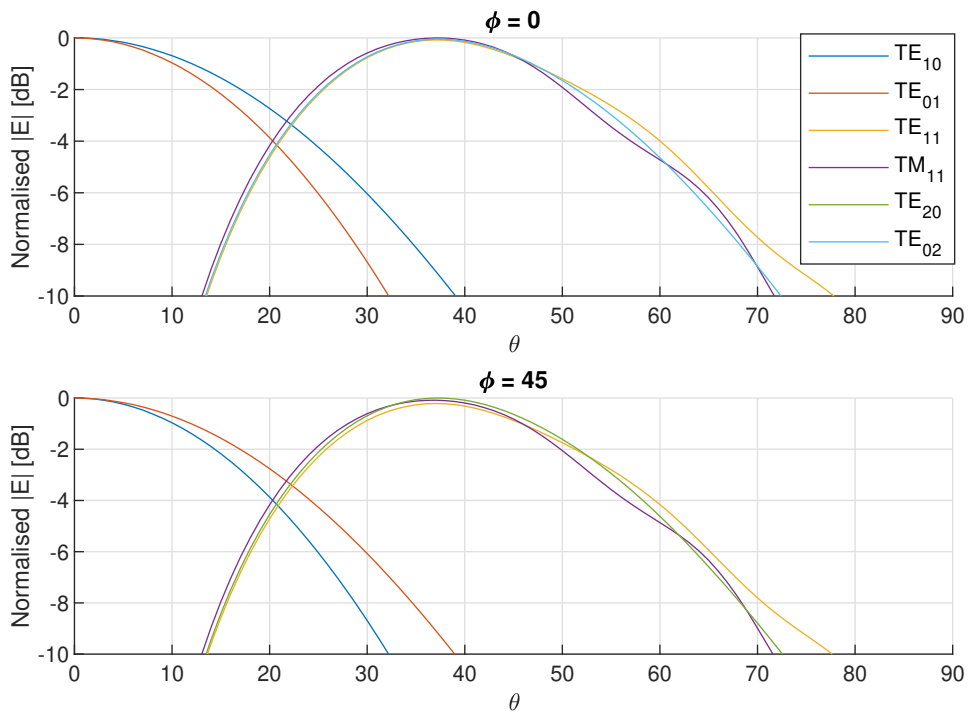 ϕ = 0
Normalised |E| [dB]
0
-2
-4
-6
-8
-10
0 10 20 30 40 50 60 70 80 90
θ
TE10
TE01
TE11
TM11
TE20
TE02
ϕ = 45
Normalised |E| [dB]
0
-2
-4
-6
-8
-10
0 10 20 30 40 50 60 70 80 90
θ